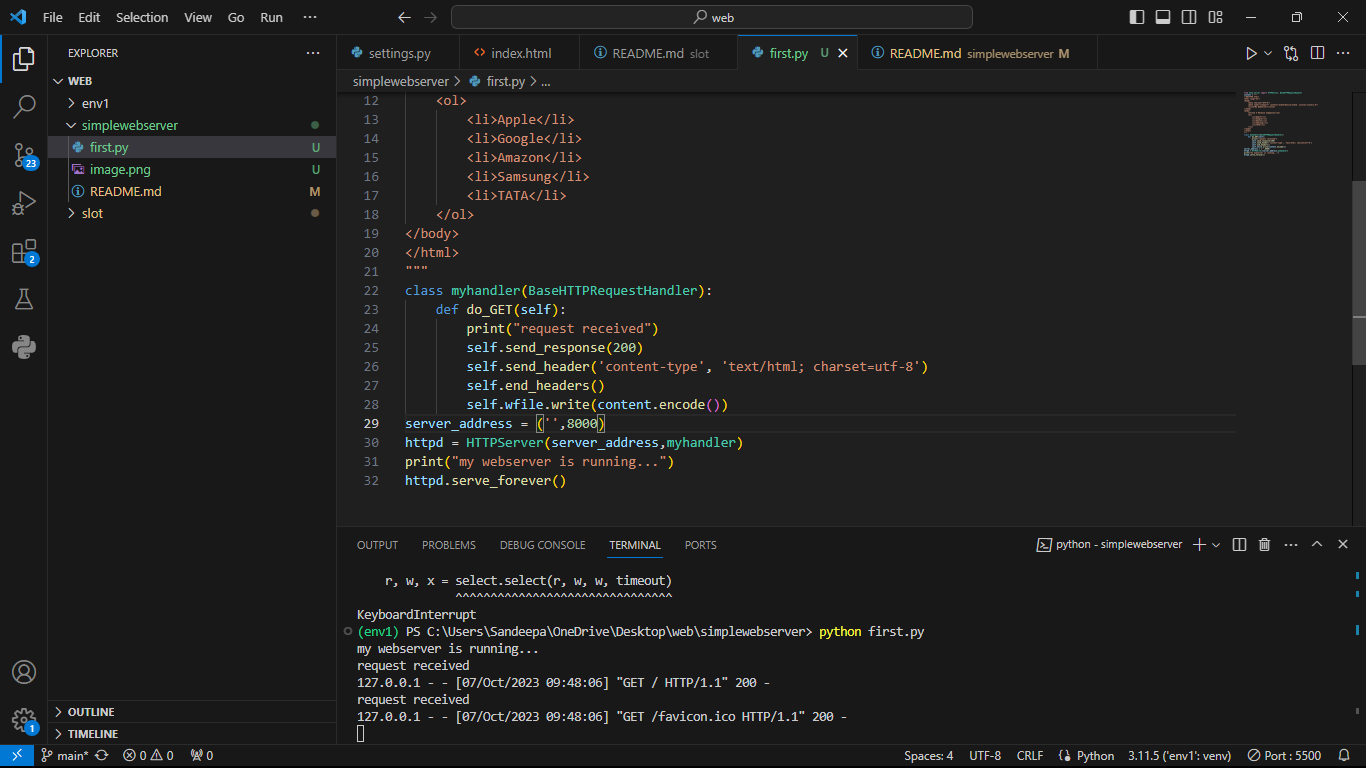 File Edit Selection View Go Run ··· web
EXPLORER ···
WEB
env1
simplewebserver
first.py U
image.png U
README.md M
slot
OUTLINE
TIMELINE
23
2
1
settings.py index.html README.md slot first.py U README.md simplewebserver M
simplewebserver > first.py > ...
12 <ol>
13 <li>Apple</li>
14 <li>Google</li>
15 <li>Amazon</li>
16 <li>Samsung</li>
17 <li>TATA</li>
18 </ol>
19 </body>
20 </html>
21 """
22 class myhandler(BaseHTTPRequestHandler):
23 def do_GET(self):
24 print("request received")
25 self.send_response(200)
26 self.send_header('content-type', 'text/html; charset=utf-8')
27 self.end_headers()
28 self.wfile.write(content.encode())
29 server_address = ('',8000)
30 httpd = HTTPServer(server_address,myhandler)
31 print("my webserver is running...")
32 httpd.serve_forever()
OUTPUT PROBLEMS DEBUG CONSOLE TERMINAL PORTS python - simplewebserver
r, w, x = select.select(r, w, w, timeout)
^^^^^^^^^^^^^^^^^^^^^^^^^^^^^^^
KeyboardInterrupt
(env1) PS C:\Users\Sandeepa\OneDrive\Desktop\web\simplewebserver> python first.py
my webserver is running...
request received
127.0.0.1 - - [07/Oct/2023 09:48:06] "GET / HTTP/1.1" 200 -
request received
127.0.0.1 - - [07/Oct/2023 09:48:06] "GET /favicon.ico HTTP/1.1" 200 -
main* 0 0 0 Spaces: 4 UTF-8 CRLF Python 3.11.5 ('env1': venv) Port : 5500